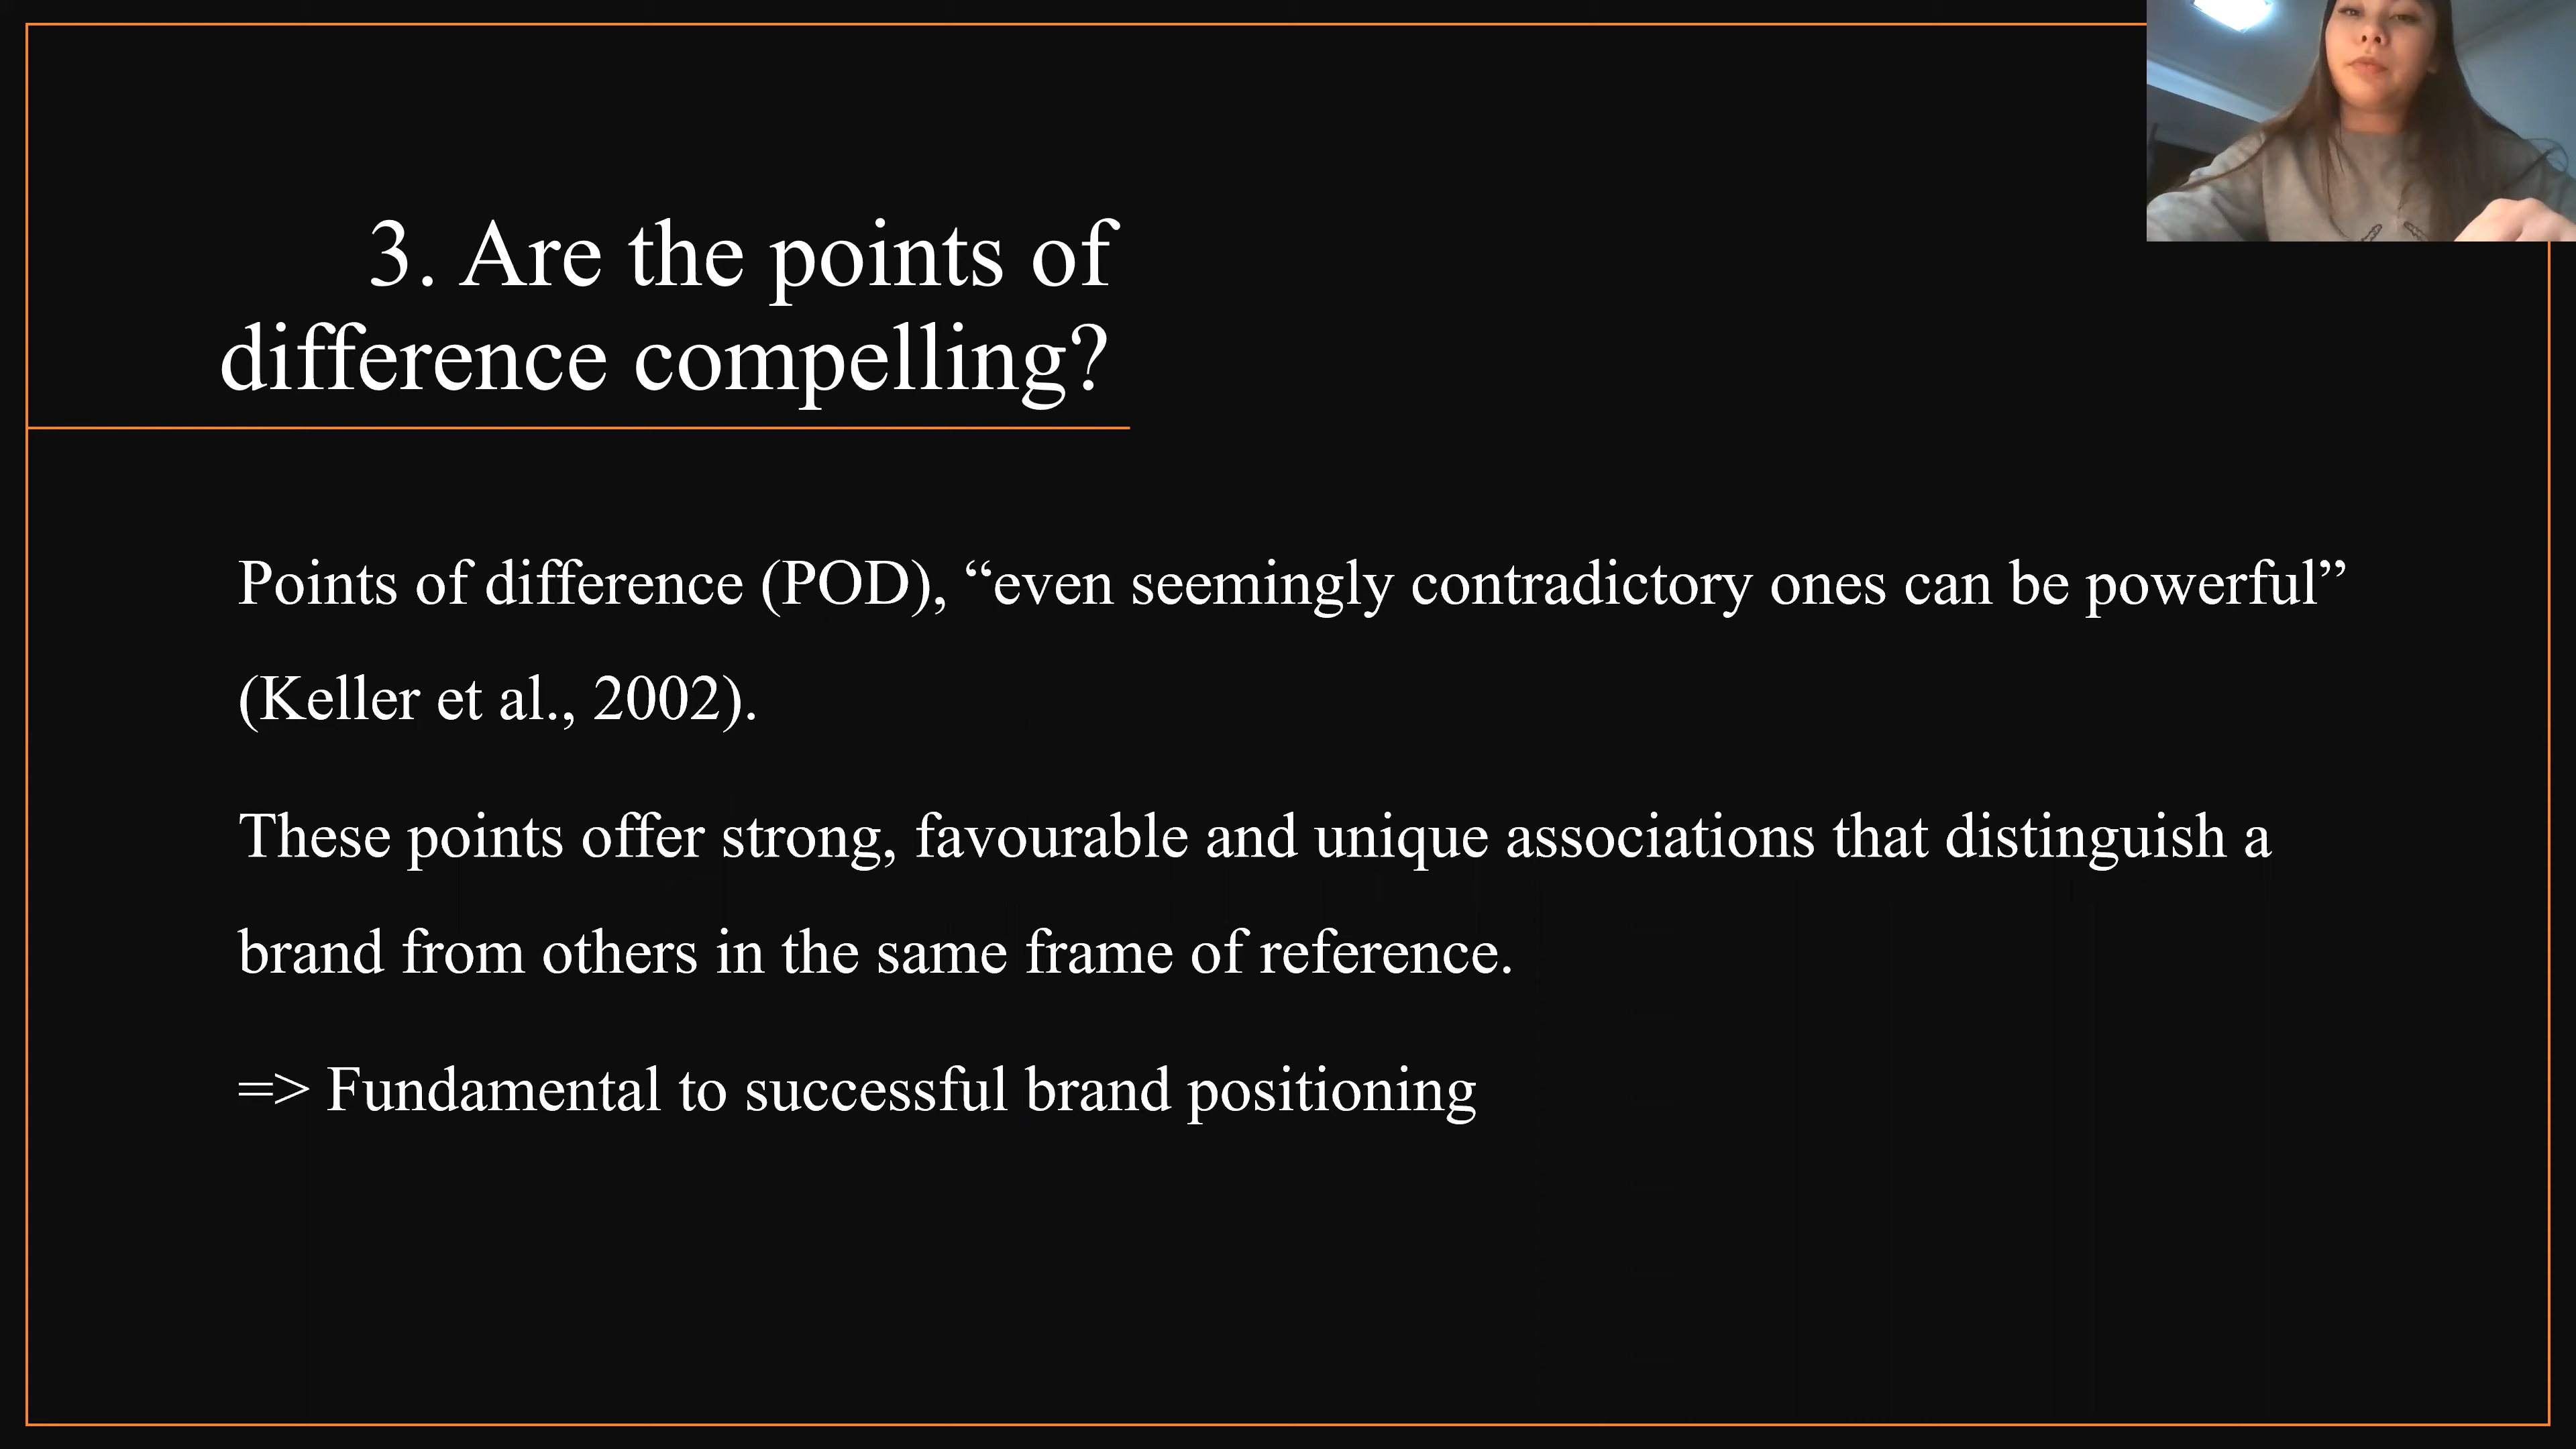 3. Are the points of
difference compelling?
Points of difference (POD), “even seemingly contradictory ones can be powerful”
(Keller et al., 2002).
These points offer strong, favourable and unique associations that distinguish a
brand from others in the same frame of reference.
=> Fundamental to successful brand positioning